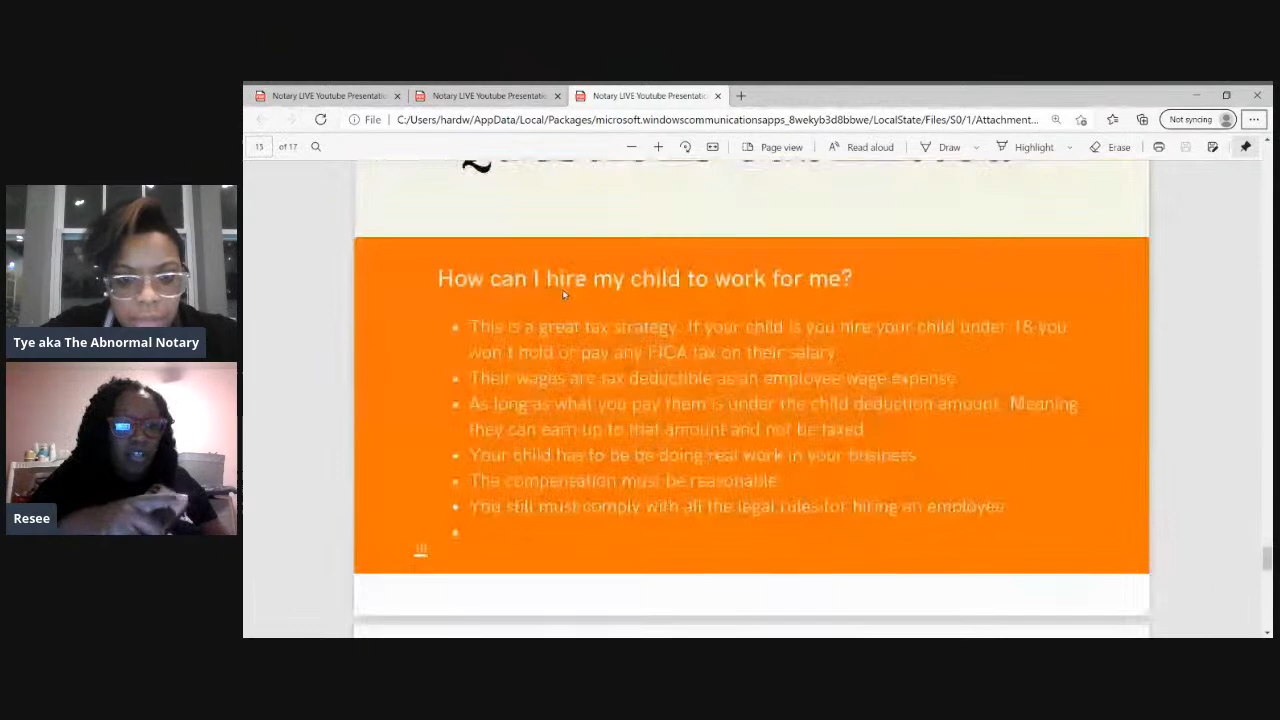 Notary LIVE Youtube Presentatic
Notary LIVE Youtube Presentatic
Notary LIVE Youtube Presentatic
File
C:/Users/hardw/AppData/Local/Packages/microsoft.windowscommunicationsapps_8wekyb3d8bbwe/LocalState/Files/S0/1/Attachment...
Not syncing
15 of 17
Page view
Read aloud
Draw
Highlight
Erase
How can I hire my child to work for me?
• This is a great tax strategy. If your child is you hire your child under 18 you
won't hold or pay any FICA tax on their salary
• Their wages are tax deductible as an employee wage expense
• As long as what you pay them is under the child deduction amount. Meaning
they can earn up to that amount and not be taxed
• Your child has to be be doing real work in your business
• The compensation must be reasonable
• You still must comply with all the legal rules for hiring an employee
•
Tye aka The Abnormal Notary
Resee